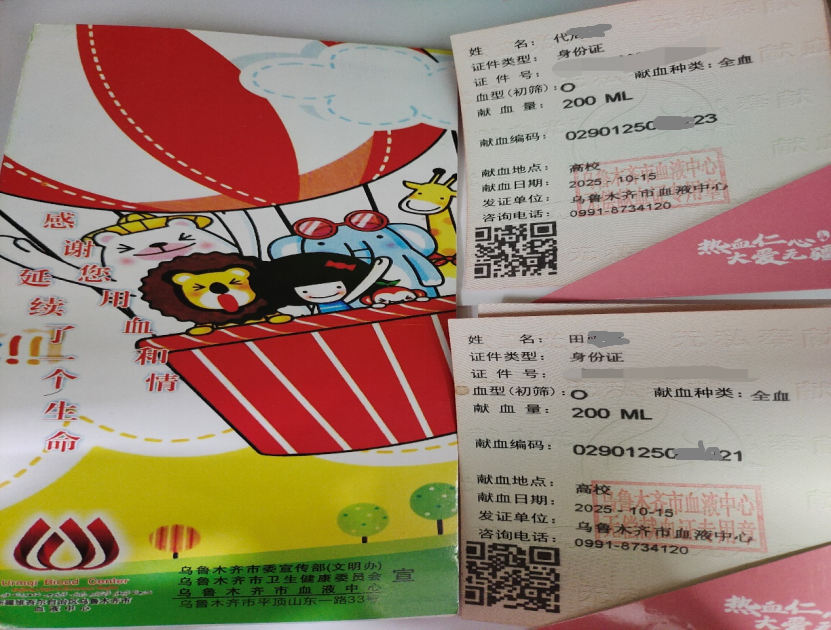 感谢您用血和情
延续了一个生命
Urumqi Blood Center
乌鲁木齐市委宣传部(文明办)
乌鲁木齐市卫生健康委员会
乌鲁木齐市血液中心
宣
乌鲁木齐市平顶山东一路33号
姓 名: 代
证件类型: 身份证
证 件 号:
血型(初筛): O 献血种类: 全血
献 血 量: 200 ML
献血编码: 02901250 23
献血地点: 高校
献血日期: 2025-10-15
发证单位: 乌鲁木齐市血液中心
咨询电话: 0991-8734120
乌鲁木齐市血液中心
热血仁心
大爱无疆
姓 名: 田
证件类型: 身份证
证 件 号:
血型(初筛): O 献血种类: 全血
献 血 量: 200 ML
献血编码: 02901250 21
献血地点: 高校
献血日期: 2025-10-15
发证单位: 乌鲁木齐市血液中心
咨询电话: 0991-8734120
乌鲁木齐市血液中心
热血仁
大爱